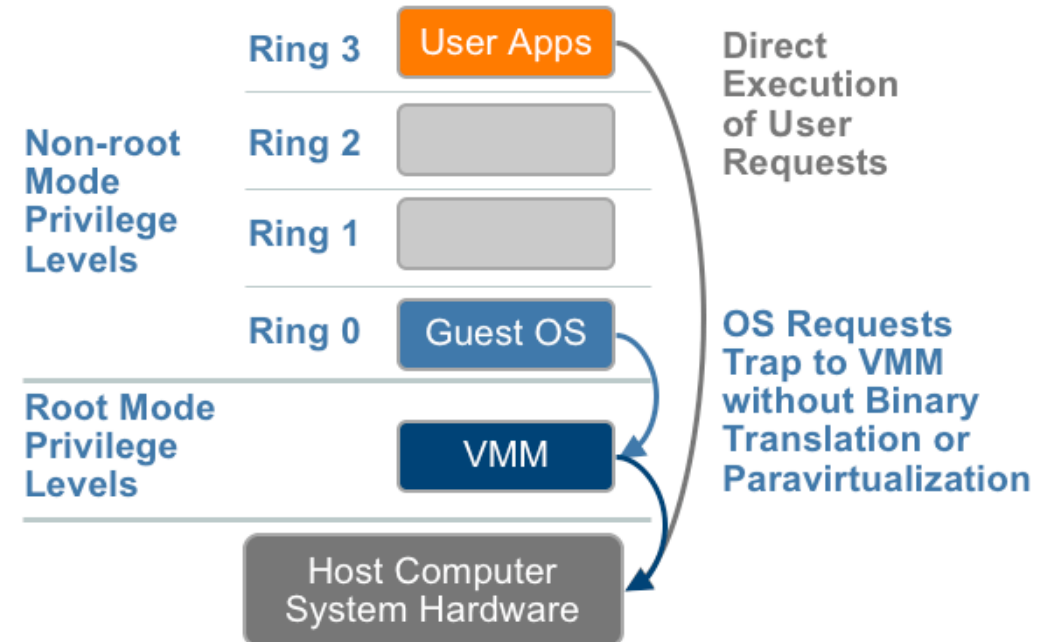 Ring 3
User Apps
Direct
Execution
of User
Requests
Non-root
Mode
Privilege
Levels
Ring 2
Ring 1
Ring 0
Guest OS
OS Requests
Trap to VMM
without Binary
Translation or
Paravirtualization
Root Mode
Privilege
Levels
VMM
Host Computer
System Hardware